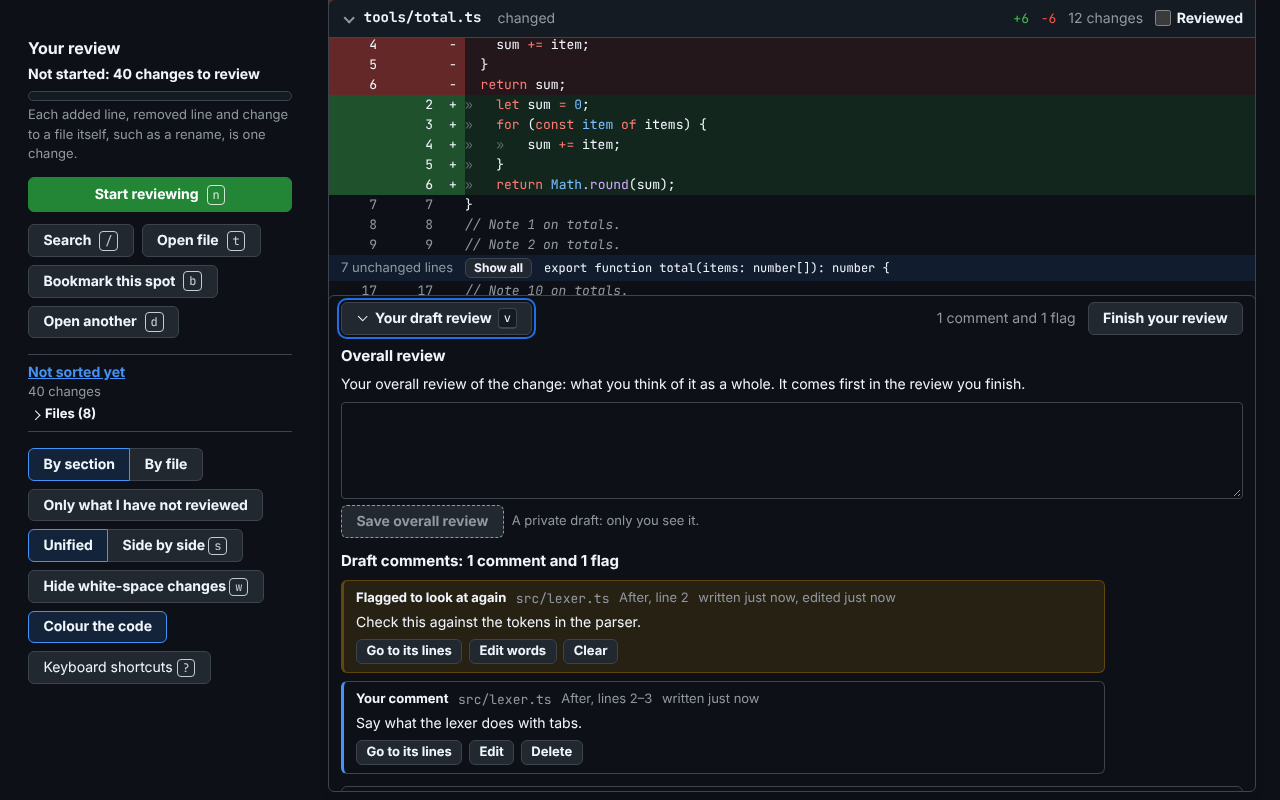 Your review
Not started: 40 changes to review
Each added line, removed line and change
to a file itself, such as a rename, is one
change.
Start reviewing n
Search / Open file t
Bookmark this spot b
Open another d
Not sorted yet
40 changes
Files (8)
By section By file
Only what I have not reviewed
Unified Side by side s
Hide white-space changes w
Colour the code
Keyboard shortcuts ?
tools/total.ts changed +6 -6 12 changes Reviewed
4 - sum += item;
5 - }
6 - return sum;
2 + » let sum = 0;
3 + » for (const item of items) {
4 + » » sum += item;
5 + » }
6 + » return Math.round(sum);
7 7 }
8 8 // Note 1 on totals.
9 9 // Note 2 on totals.
7 unchanged lines Show all export function total(items: number[]): number {
17 17 // Note 10 on totals.
Your draft review v 1 comment and 1 flag Finish your review
Overall review
Your overall review of the change: what you think of it as a whole. It comes first in the review you finish.
Save overall review A private draft: only you see it.
Draft comments: 1 comment and 1 flag
Flagged to look at again src/lexer.ts After, line 2 written just now, edited just now
Check this against the tokens in the parser.
Go to its lines Edit words Clear
Your comment src/lexer.ts After, lines 2–3 written just now
Say what the lexer does with tabs.
Go to its lines Edit Delete